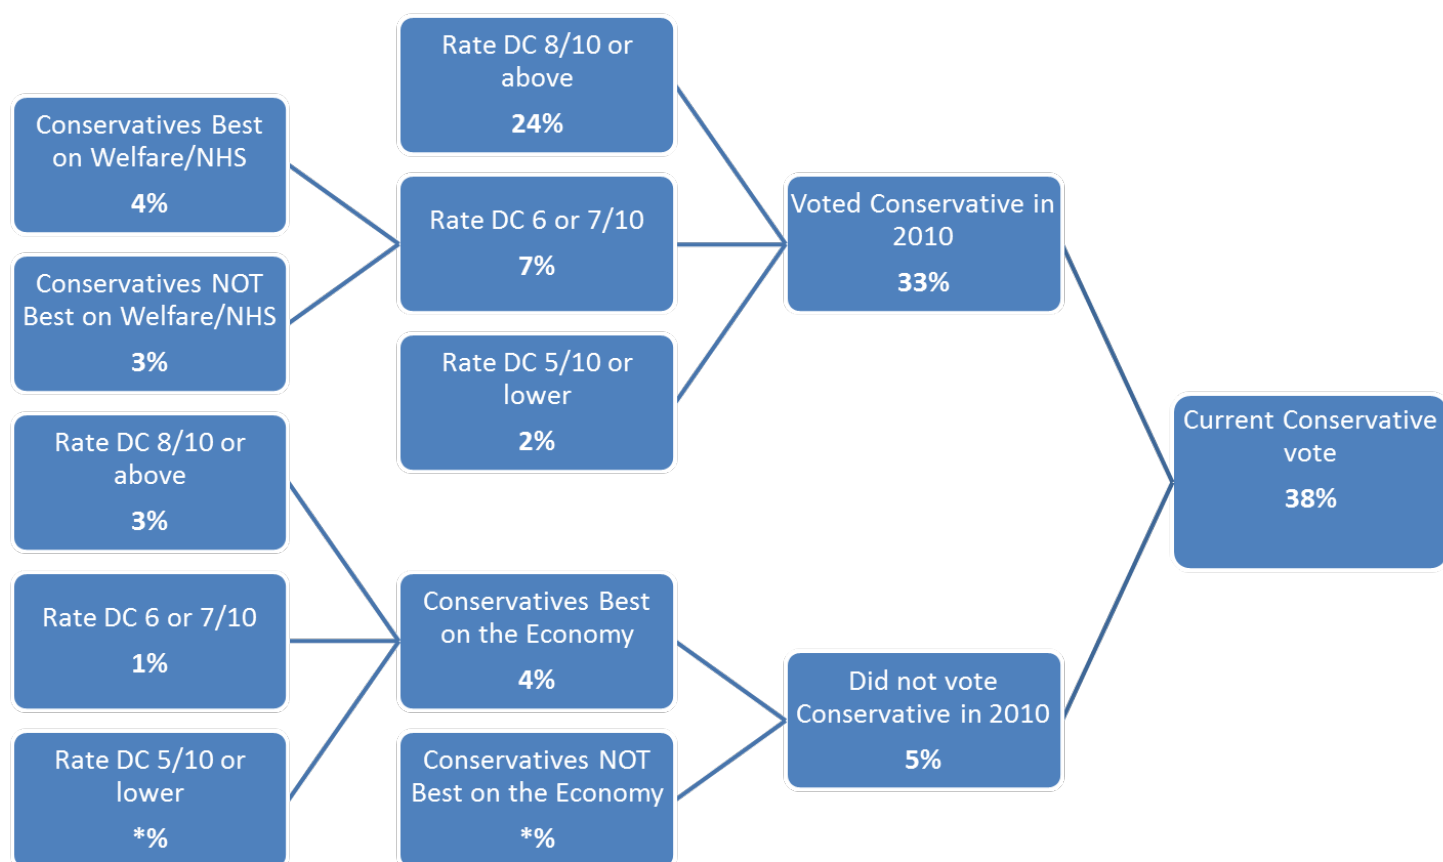 Conservatives Best
on Welfare/NHS
4%
Conservatives NOT
Best on Welfare/NHS
3%
Rate DC 8/10 or
above
3%
Rate DC 6 or 7/10
1%
Rate DC 5/10 or
lower
*%
Rate DC 8/10 or
above
24%
Rate DC 6 or 7/10
7%
Rate DC 5/10 or
lower
2%
Conservatives Best
on the Economy
4%
Conservatives NOT
Best on the Economy
*%
Voted Conservative in
2010
33%
Did not vote
Conservative in 2010
5%
Current Conservative
vote
38%